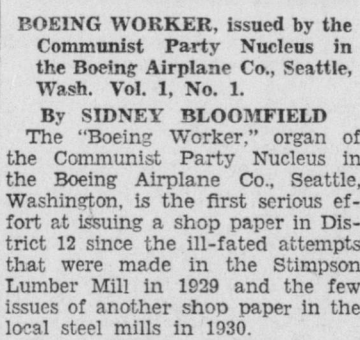 BOEING WORKER, issued by the
Communist Party Nucleus in
the Boeing Airplane Co., Seattle,
Wash. Vol. 1, No. 1.
By SIDNEY BLOOMFIELD
The "Boeing Worker," organ of
the Communist Party Nucleus in
the Boeing Airplane Co., Seattle,
Washington, is the first serious ef-
fort at issuing a shop paper in Dis-
trict 12 since the ill-fated attempts
that were made in the Stimpson
Lumber Mill in 1929 and the few
issues of another shop paper in the
local steel mills in 1930.